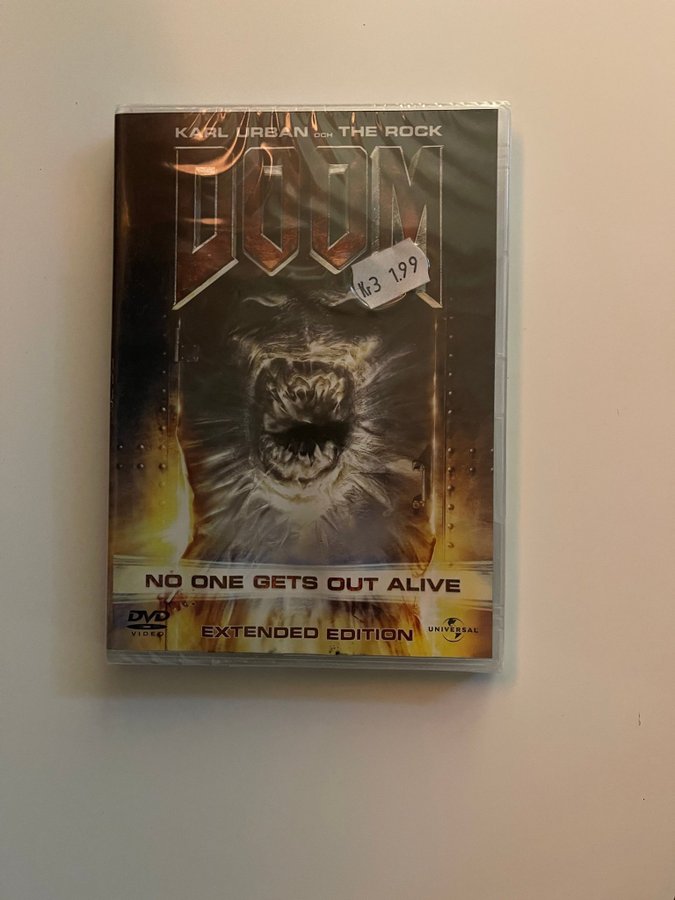 KARL URBAN OCH THE ROCK
DOOM
Kr3 1.99
NO ONE GETS OUT ALIVE
DVD
VIDEO
EXTENDED EDITION
UNIVERSAL